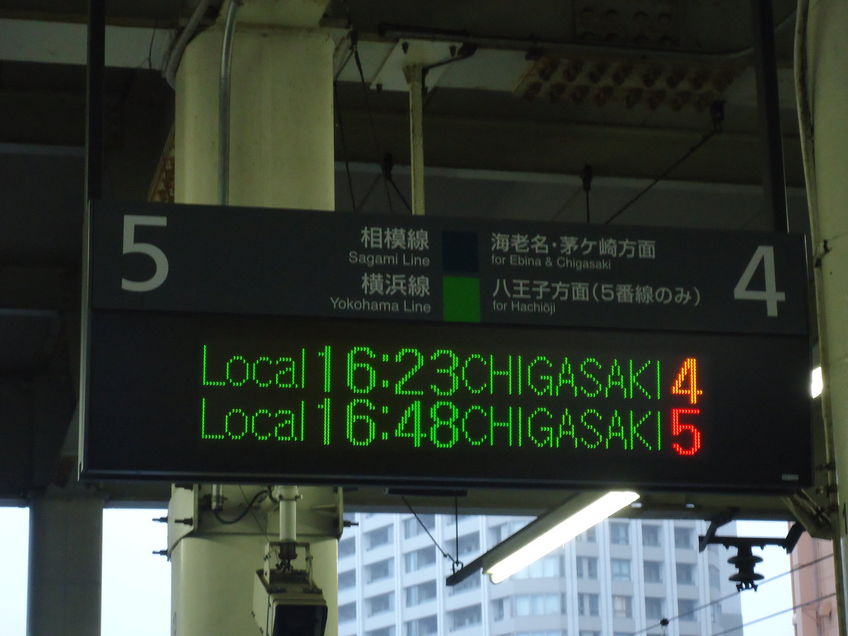 5
相模線 海老名・茅ケ崎方面
Sagami Line for Ebina & Chigasaki
横浜線 八王子方面(5番線のみ)
Yokohama Line for Hachiōji
4
Local 16:23 CHIGASAKI 4
Local 16:48 CHIGASAKI 5